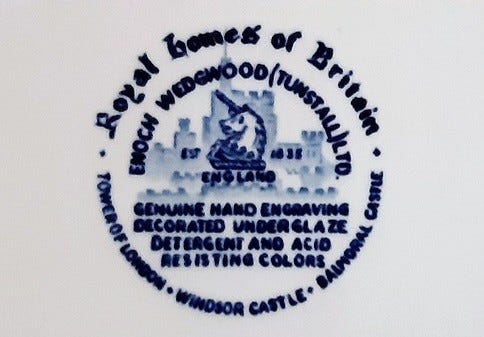 Royal homes of Britain
ENOCH WEDGWOOD (TUNSTALL) LTD.
EST 1835
ENGLAND
GENUINE HAND ENGRAVING
DECORATED UNDERGLAZE
DETERGENT AND ACID
RESISTING COLORS
TOWER OF LONDON • WINDSOR CASTLE • BALMORAL CASTLE